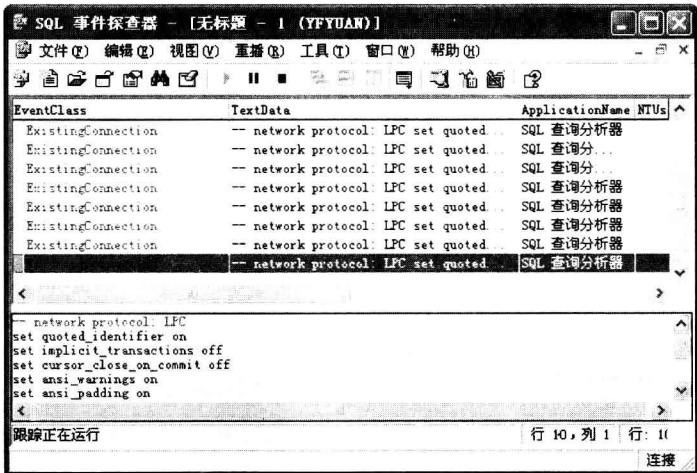 SQL 事件探查器 - [无标题 - 1 (YFYUAN)]
文件(F) 编辑(E) 视图(V) 重播(R) 工具(T) 窗口(W) 帮助(H)
EventClass TextData ApplicationName NTUs
ExistingConnection -- network protocol: LPC set quoted... SQL 查询分析器
ExistingConnection -- network protocol: LPC set quoted... SQL 查询分...
ExistingConnection -- network protocol: LPC set quoted... SQL 查询分...
ExistingConnection -- network protocol: LPC set quoted... SQL 查询分析器
ExistingConnection -- network protocol: LPC set quoted... SQL 查询分析器
ExistingConnection -- network protocol: LPC set quoted... SQL 查询分析器
ExistingConnection -- network protocol: LPC set quoted... SQL 查询分析器
-- network protocol: LPC set quoted... SQL 查询分析器
-- network protocol: LPC
set quoted_identifier on
set implicit_transactions off
set cursor_close_on_commit off
set ansi_warnings on
set ansi_padding on
跟踪正在运行 行 10, 列 1 行: 1(
连接